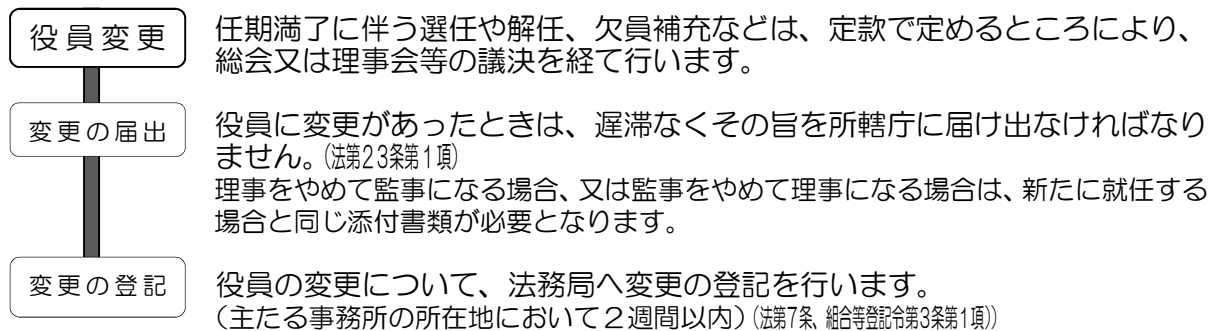 役員変更
任期満了に伴う選任や解任、欠員補充などは、定款で定めるところにより、
総会又は理事会等の議決を経て行います。
変更の届出
役員に変更があったときは、遅滞なくその旨を所轄庁に届け出なければなり
ません。(法第23条第1項)
理事をやめて監事になる場合、又は監事をやめて理事になる場合は、新たに就任する
場合と同じ添付書類が必要となります。
変更の登記
役員の変更について、法務局へ変更の登記を行います。
(主たる事務所の所在地において2週間以内)(法第7条、組合等登記令第3条第1項))